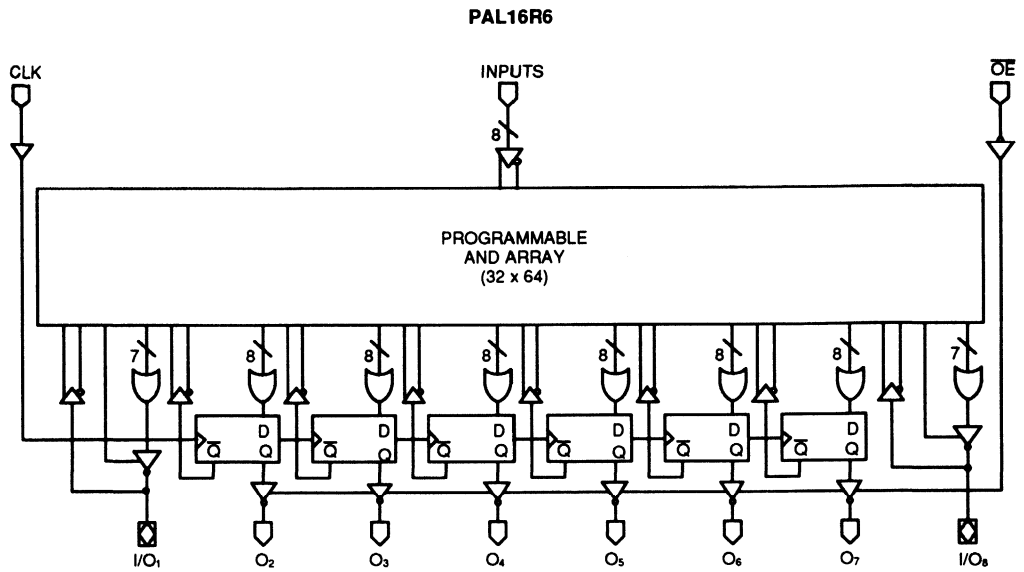 PAL16R6
CLK
INPUTS
OE
8
PROGRAMMABLE
AND ARRAY
(32 x 64)
7 8 8 8 8 8 8 7
D D D D D D
Q Q Q Q Q Q Q Q Q Q Q Q
I/O1 O2 O3 O4 O5 O6 O7 I/O8